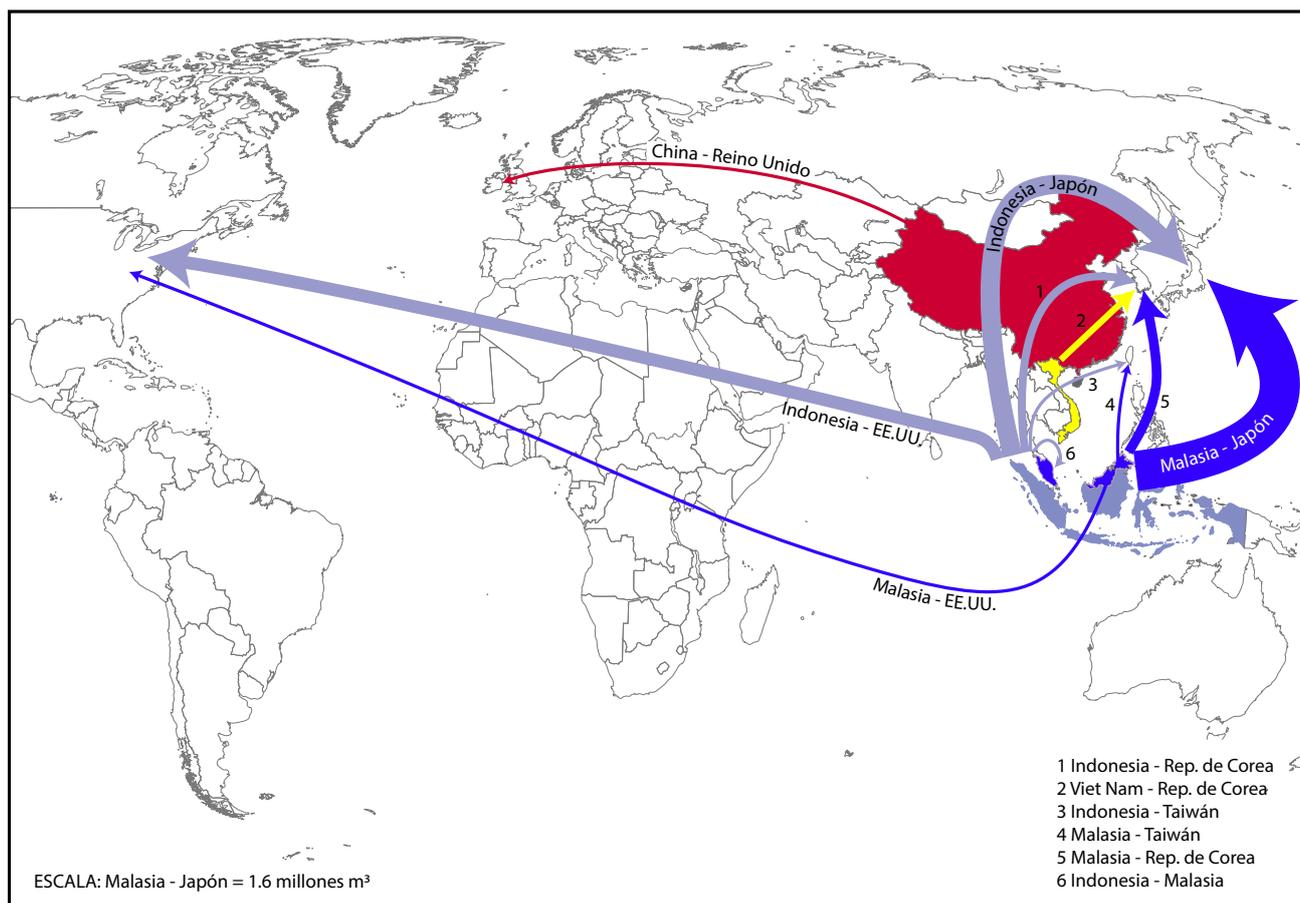 China - Reino Unido
Indonesia - Japón
1
2
3
4
5
6
Indonesia - EE.UU.
Malasia - Japón
Malasia - EE.UU.
1 Indonesia - Rep. de Corea
2 Viet Nam - Rep. de Corea
3 Indonesia - Taiwán
4 Malasia - Taiwán
5 Malasia - Rep. de Corea
6 Indonesia - Malasia
ESCALA: Malasia - Japón = 1.6 millones m³